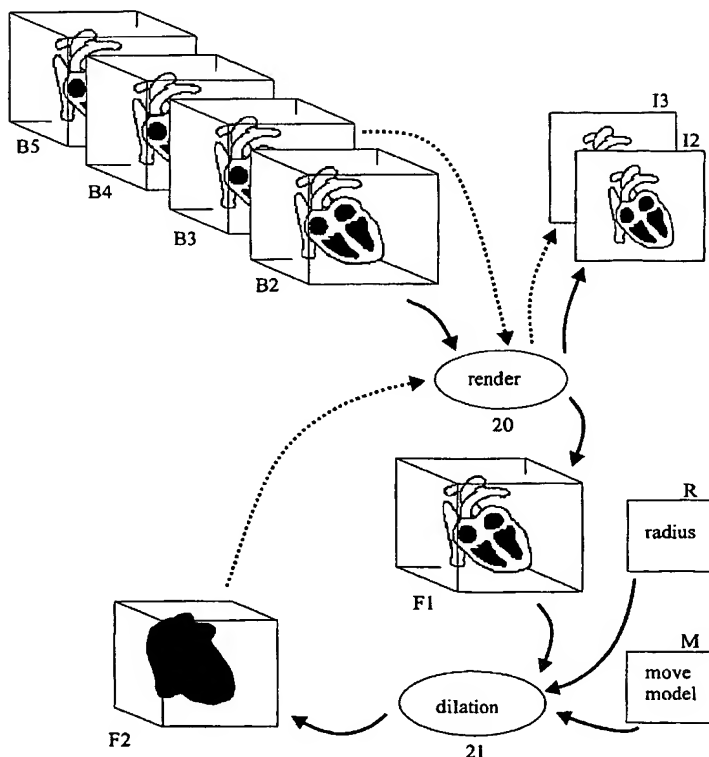 I3
I2
B5
B4
B3
B2
render
20
R
radius
F1
M
move
model
dilation
F2
21